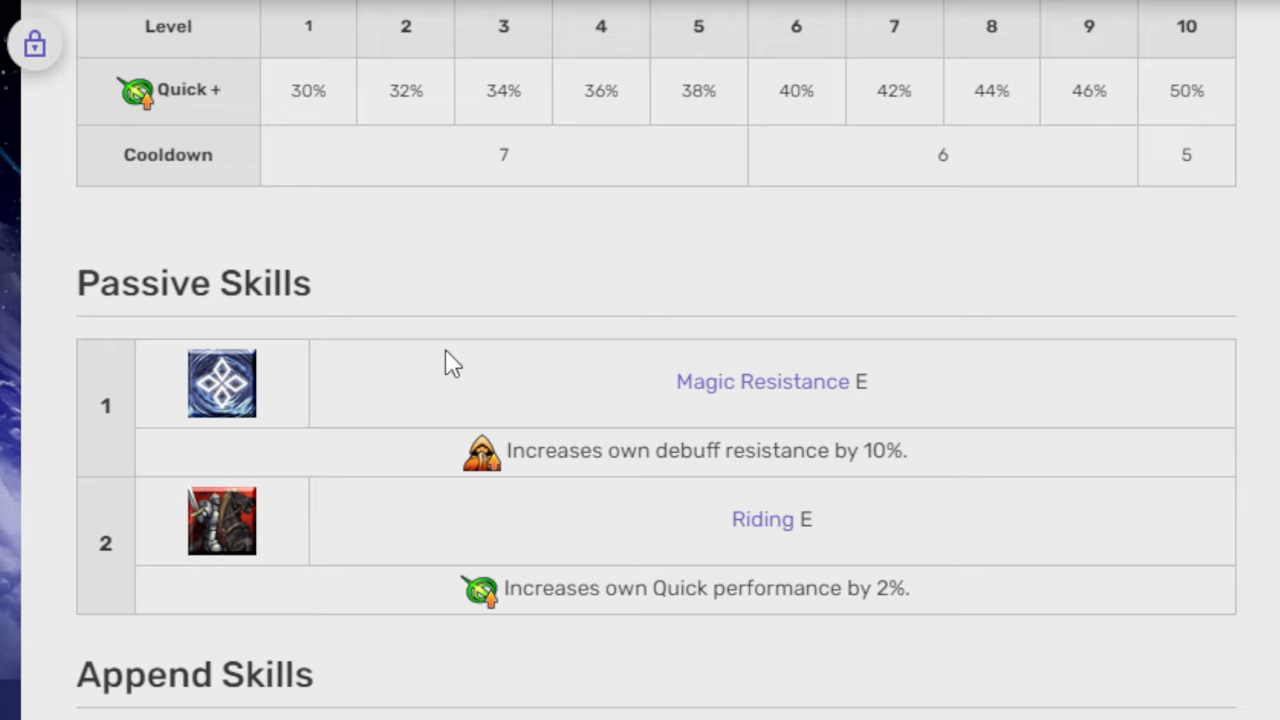 Level 1 2 3 4 5 6 7 8 9 10
Quick + 30% 32% 34% 36% 38% 40% 42% 44% 46% 50%
Cooldown 7 6 5
Passive Skills
1 Magic Resistance E
Increases own debuff resistance by 10%.
2 Riding E
Increases own Quick performance by 2%.
Append Skills